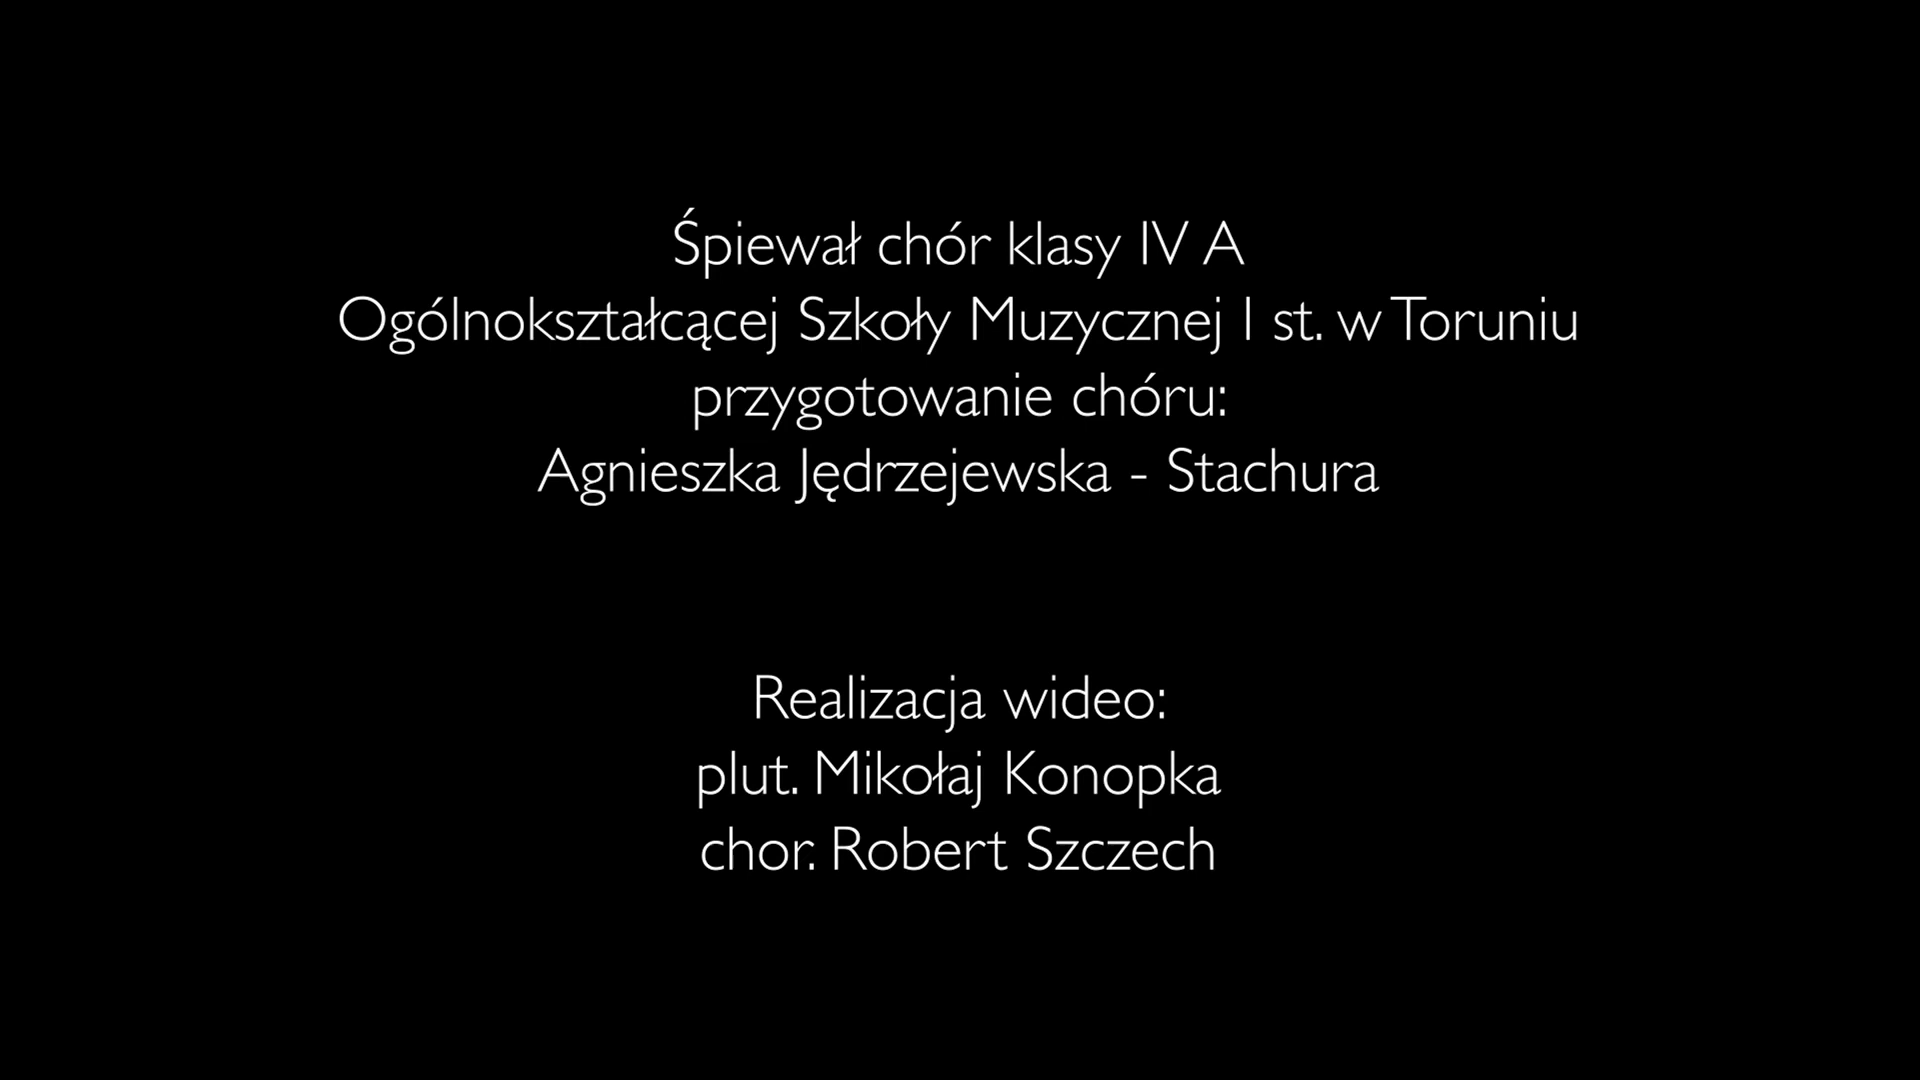 Śpiewał chór klasy IV A
Ogólnokształcącej Szkoły Muzycznej I st. w Toruniu
przygotowanie chóru:
Agnieszka Jędrzejewska - Stachura
Realizacja wideo:
plut. Mikołaj Konopka
chor. Robert Szczech